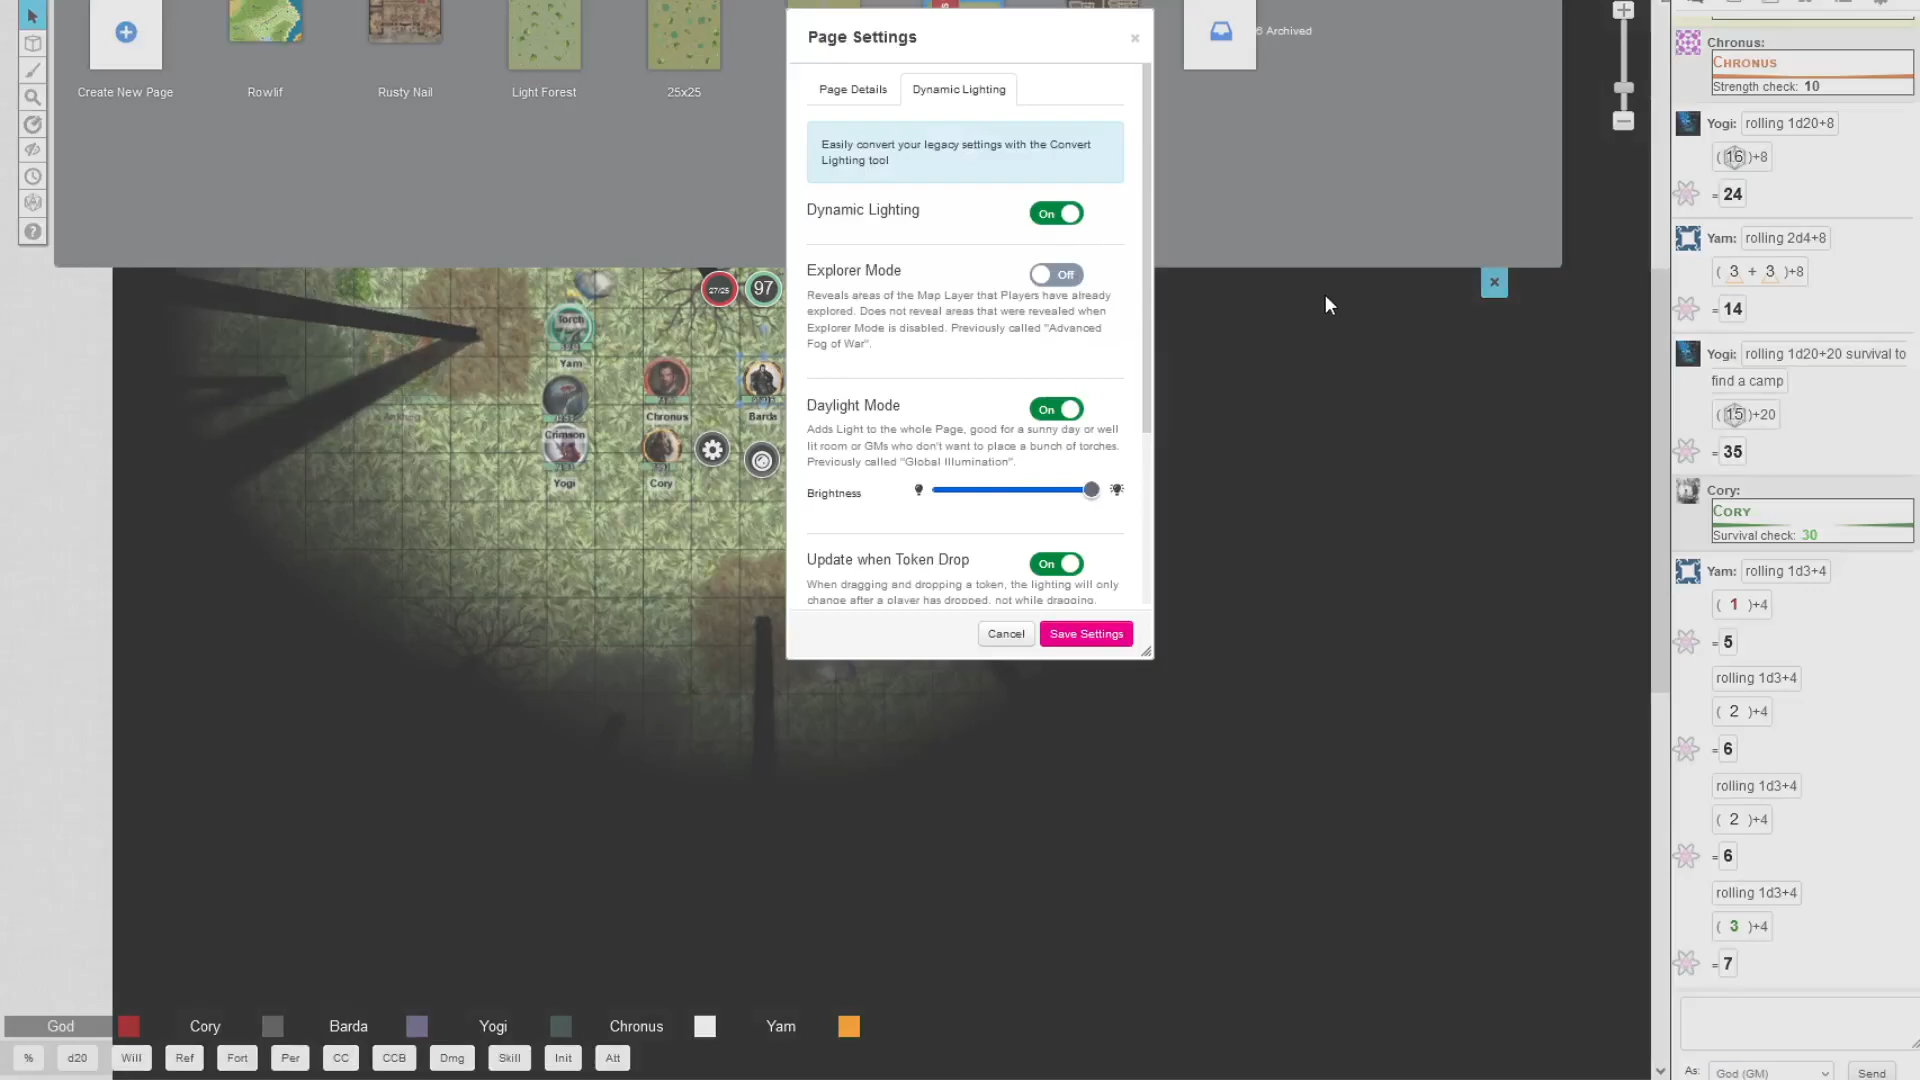 Create New Page
Rowlif
Rusty Nail
Light Forest
25x25
6 Archived
Page Settings
×
Page Details
Dynamic Lighting
Easily convert your legacy settings with the Convert
Lighting tool
Dynamic Lighting
On
Explorer Mode
Off
Reveals areas of the Map Layer that Players have already
explored. Does not reveal areas that were revealed when
Explorer Mode is disabled. Previously called "Advanced
Fog of War".
Daylight Mode
On
Adds Light to the whole Page, good for a sunny day or well
lit room or GMs who don't want to place a bunch of torches.
Previously called "Global Illumination".
Brightness
Update when Token Drop
On
When dragging and dropping a token, the lighting will only
change after a player has dropped, not while dragging.
Cancel
Save Settings
27/25
97
Torch
Yam
Ankheg
Chronus
Barda
Crimson
Yogi
Cory
Chronus:
CHRONUS
Strength check: 10
Yogi: rolling 1d20+8
(16)+8
= 24
Yam: rolling 2d4+8
( 3 + 3 )+8
= 14
Yogi: rolling 1d20+20 survival to
find a camp
(15)+20
= 35
Cory:
CORY
Survival check: 30
Yam: rolling 1d3+4
( 1 )+4
= 5
rolling 1d3+4
( 2 )+4
= 6
rolling 1d3+4
( 2 )+4
= 6
rolling 1d3+4
( 3 )+4
= 7
As: God (GM) Send
God Cory Barda Yogi Chronus Yam
% d20 Will Ref Fort Per CC CCB Dmg Skill Init Att